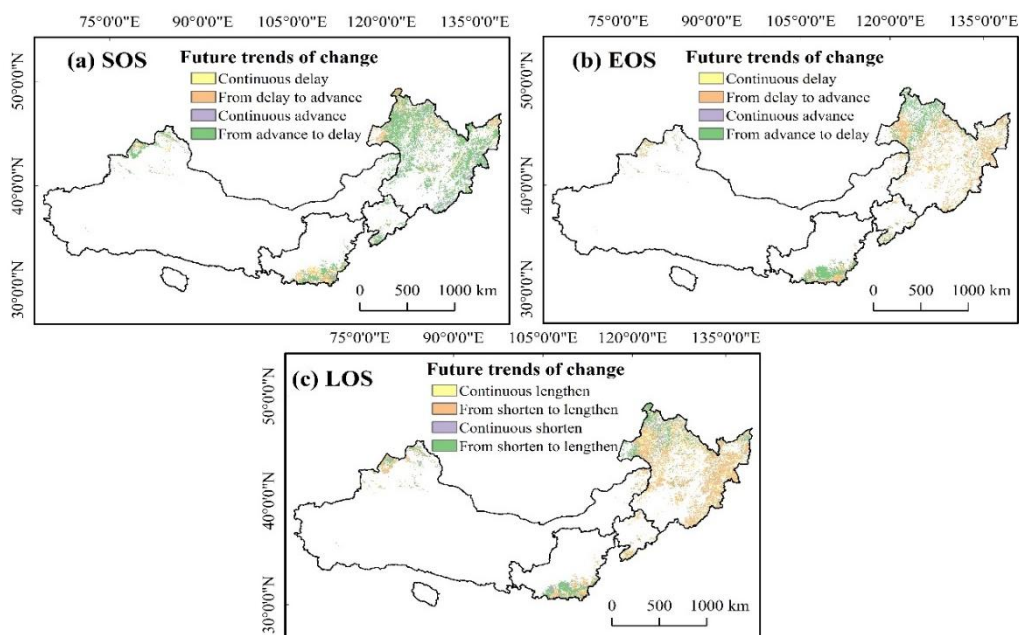 75°0'0"E 90°0'0"E 105°0'0"E 120°0'0"E 135°0'0"E
(a) SOS
Future trends of change
Continuous delay
From delay to advance
Continuous advance
From advance to delay
50°0'0"N
40°0'0"N
30°0'0"N
0 500 1000 km
75°0'0"E 90°0'0"E 105°0'0"E 120°0'0"E 135°0'0"E
(b) EOS
Future trends of change
Continuous delay
From delay to advance
Continuous advance
From advance to delay
50°0'0"N
40°0'0"N
30°0'0"N
0 500 1000 km
75°0'0"E 90°0'0"E 105°0'0"E 120°0'0"E 135°0'0"E
(c) LOS
Future trends of change
Continuous lengthen
From shorten to lengthen
Continuous shorten
From shorten to lengthen
50°0'0"N
40°0'0"N
30°0'0"N
0 500 1000 km